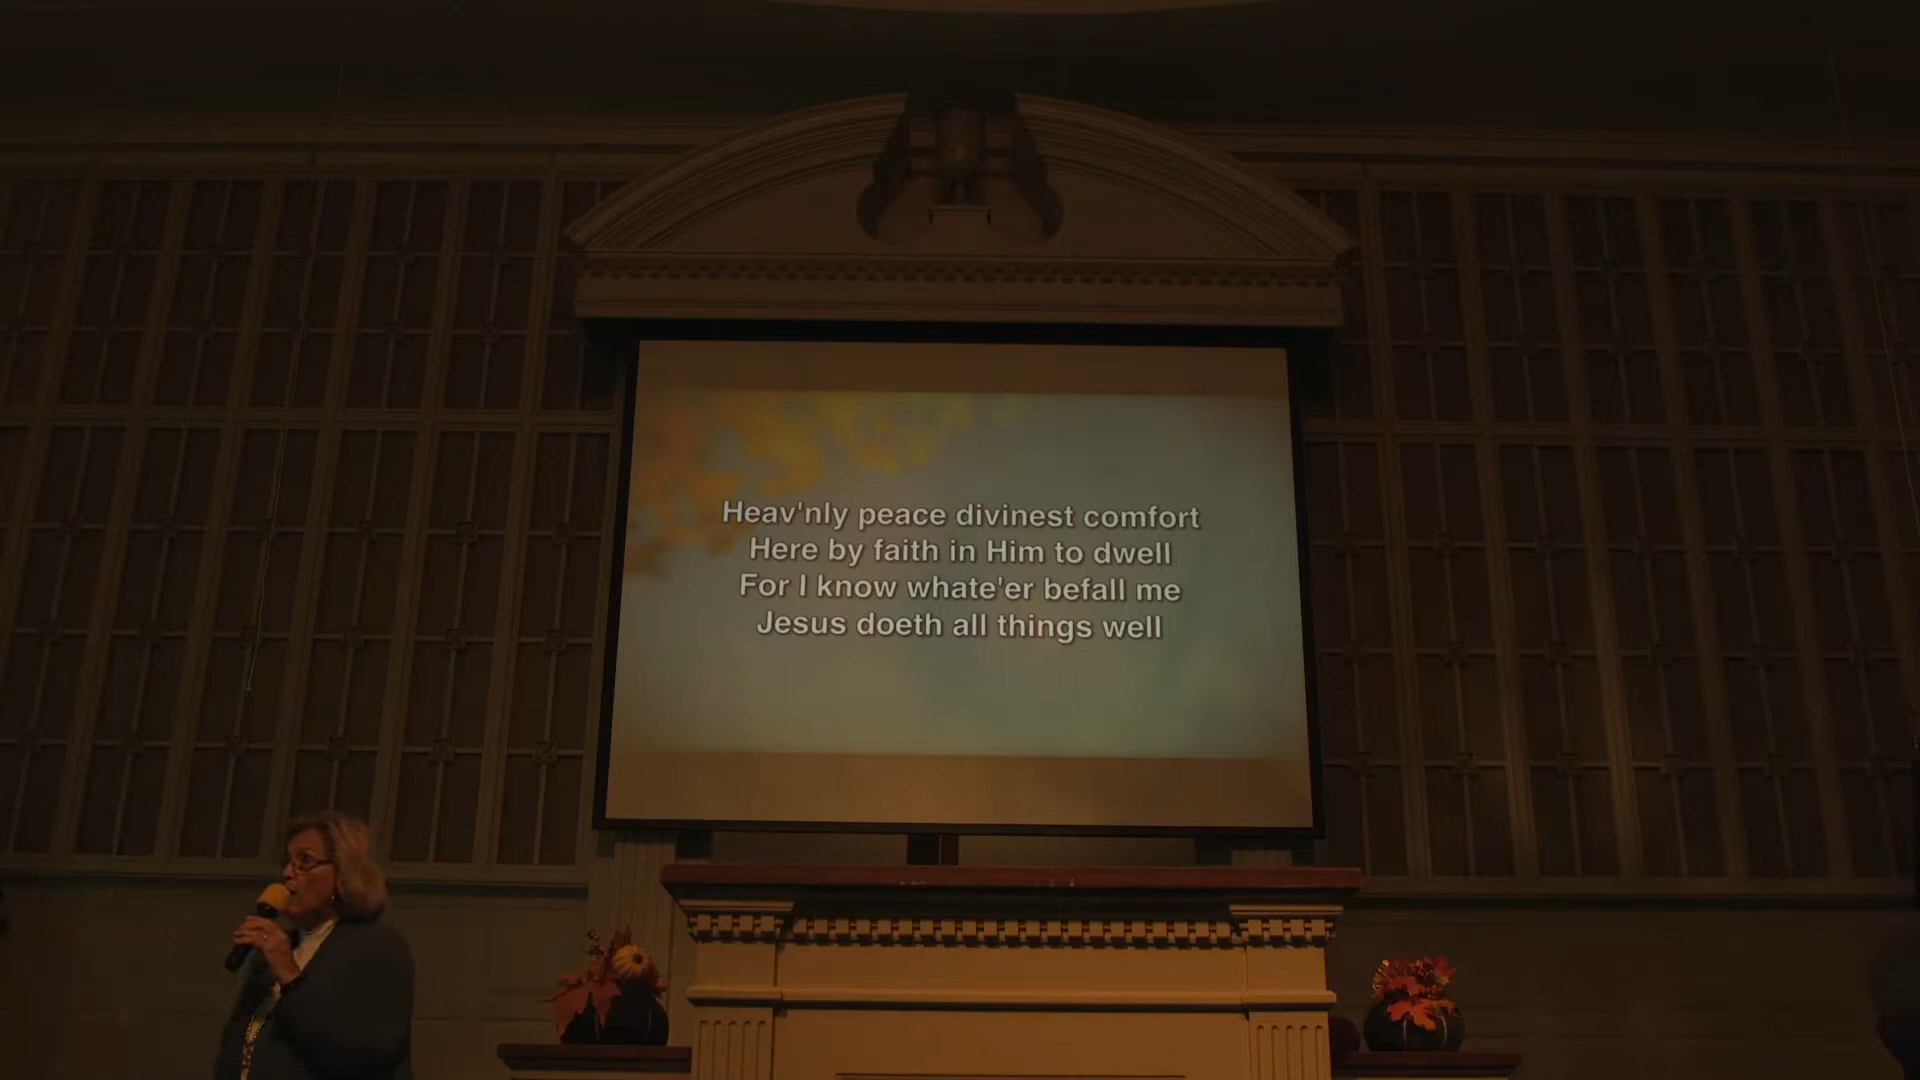 Heav'nly peace divinest comfort
Here by faith in Him to dwell
For I know whate'er befall me
Jesus doeth all things well